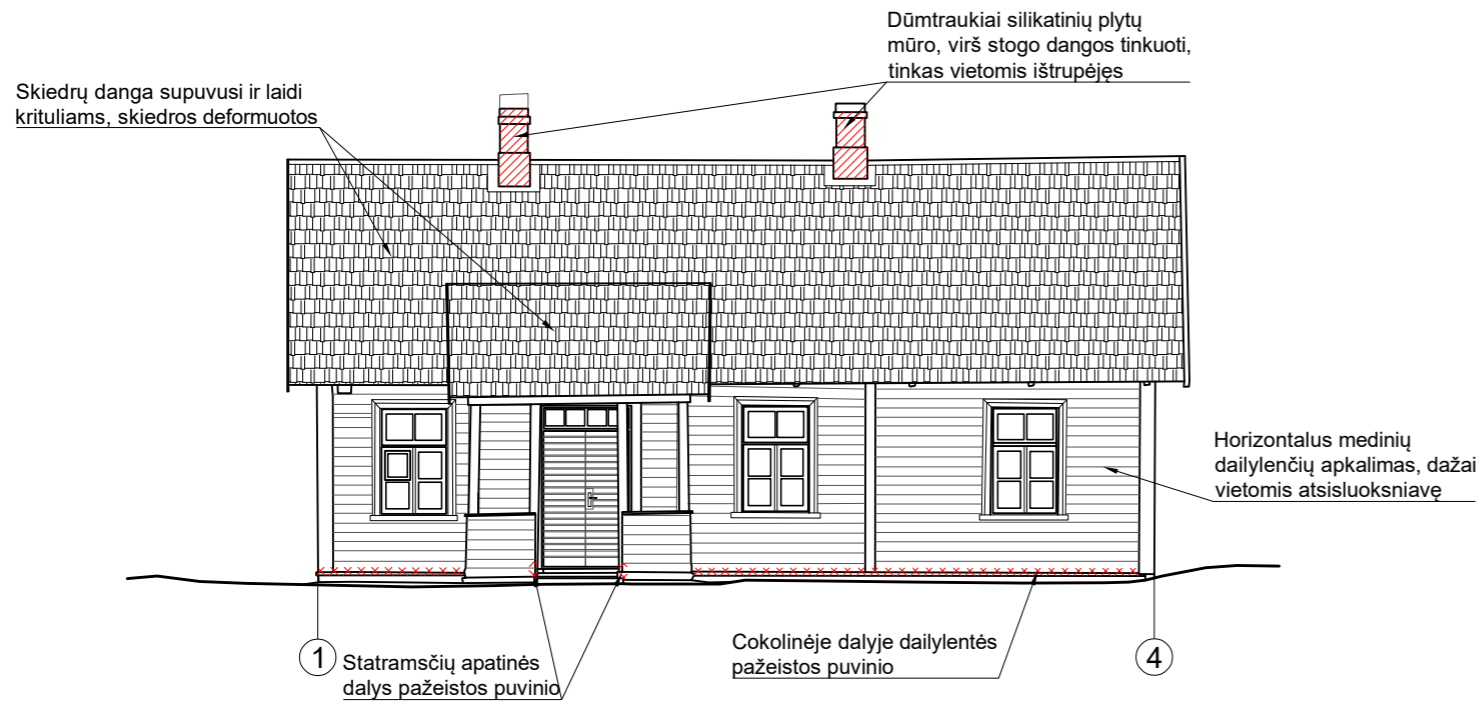 Dūmtraukiai silikatinių plytų
mūro, virš stogo dangos tinkuoti,
tinkas vietomis ištrupėjęs
Skiedrų danga supuvusi ir laidi
krituliams, skiedros deformuotos
Horizontalus medinių
dailylenčių apkalimas, dažai
vietomis atsisluoksniavę
1
Statramsčių apatinės
dalys pažeistos puvinio
Cokolinėje dalyje dailylentės
pažeistos puvinio
4